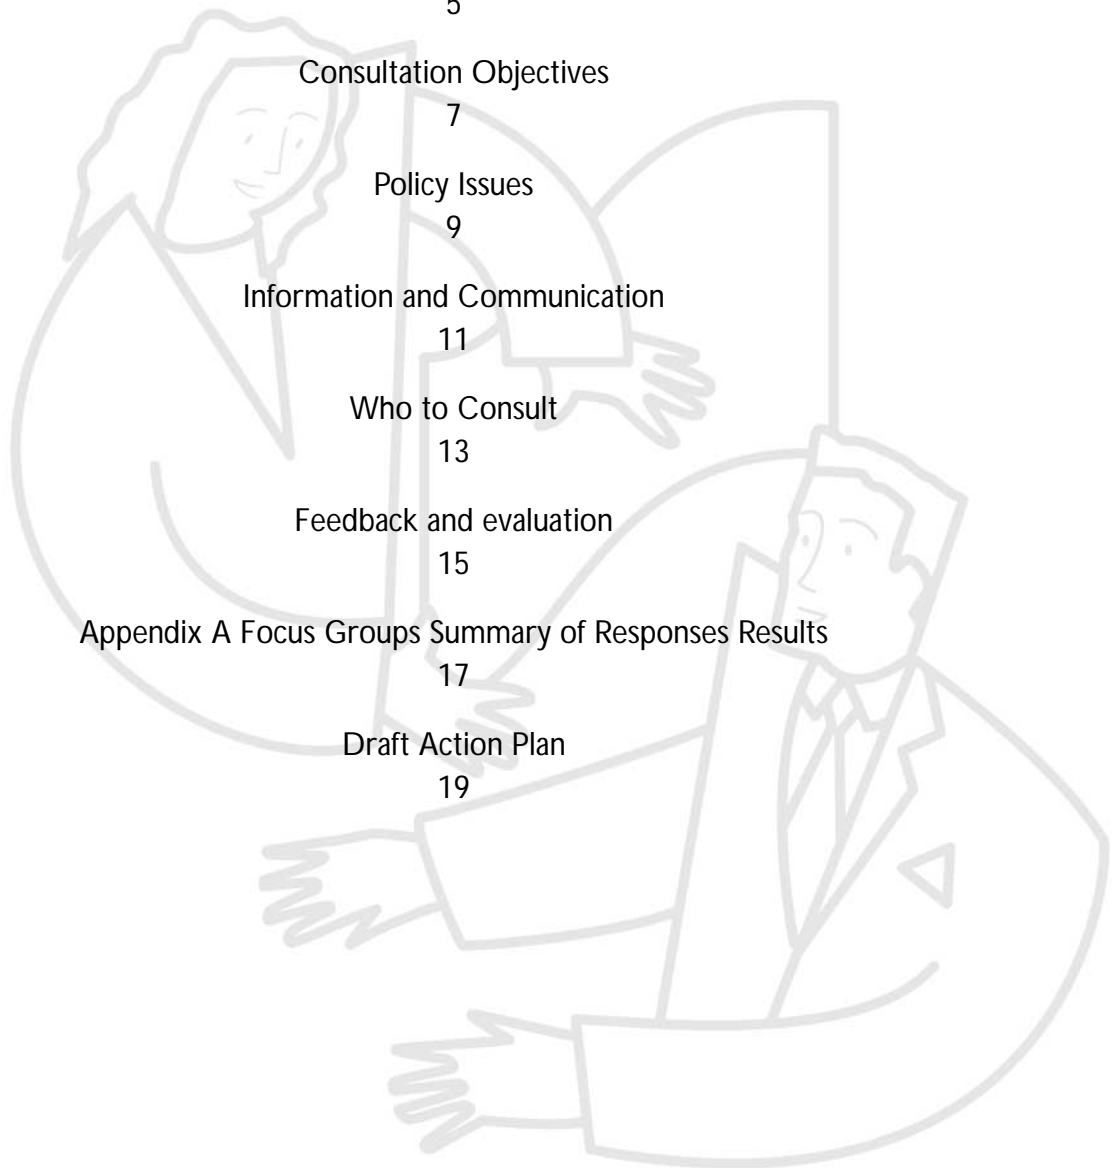 5
Consultation Objectives
7
Policy Issues
9
Information and Communication
11
Who to Consult
13
Feedback and evaluation
15
Appendix A Focus Groups Summary of Responses Results
17
Draft Action Plan
19